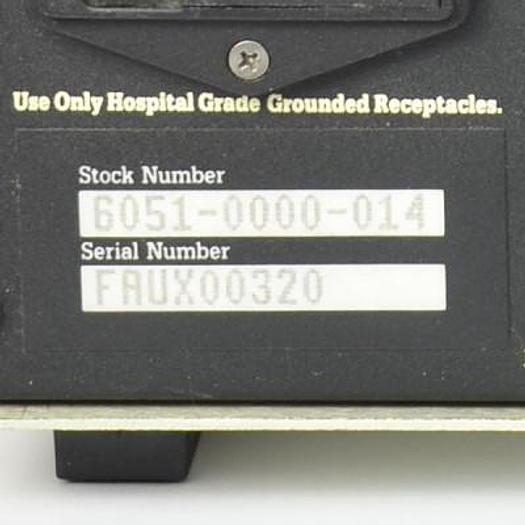 Use Only Hospital Grade Grounded Receptacles.
Stock Number
6051-0000-014
Serial Number
FAUX00320